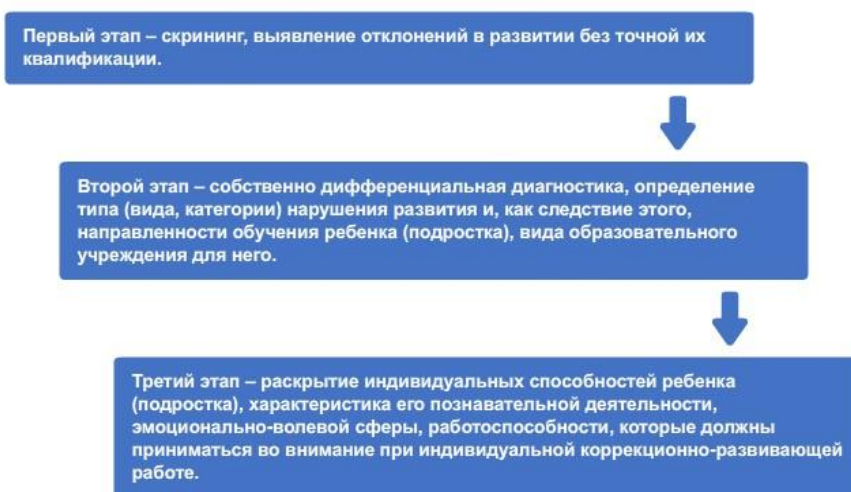 Первый этап – скрининг, выявление отклонений в развитии без точной их
квалификации.
Второй этап – собственно дифференциальная диагностика, определение
типа (вида, категории) нарушения развития и, как следствие этого,
направленности обучения ребенка (подростка), вида образовательного
учреждения для него.
Третий этап – раскрытие индивидуальных способностей ребенка
(подростка), характеристика его познавательной деятельности,
эмоционально-волевой сферы, работоспособности, которые должны
приниматься во внимание при индивидуальной коррекционно-развивающей
работе.